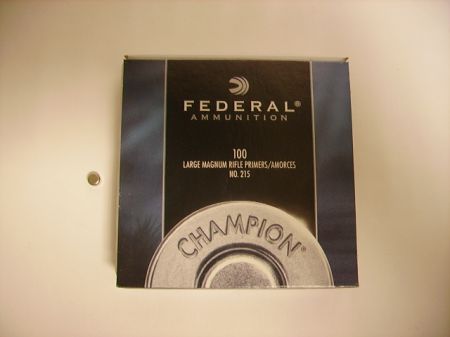 FEDERAL®
AMMUNITION
100
LARGE MAGNUM RIFLE PRIMERS/AMORCES
NO. 215
CHAMPION®